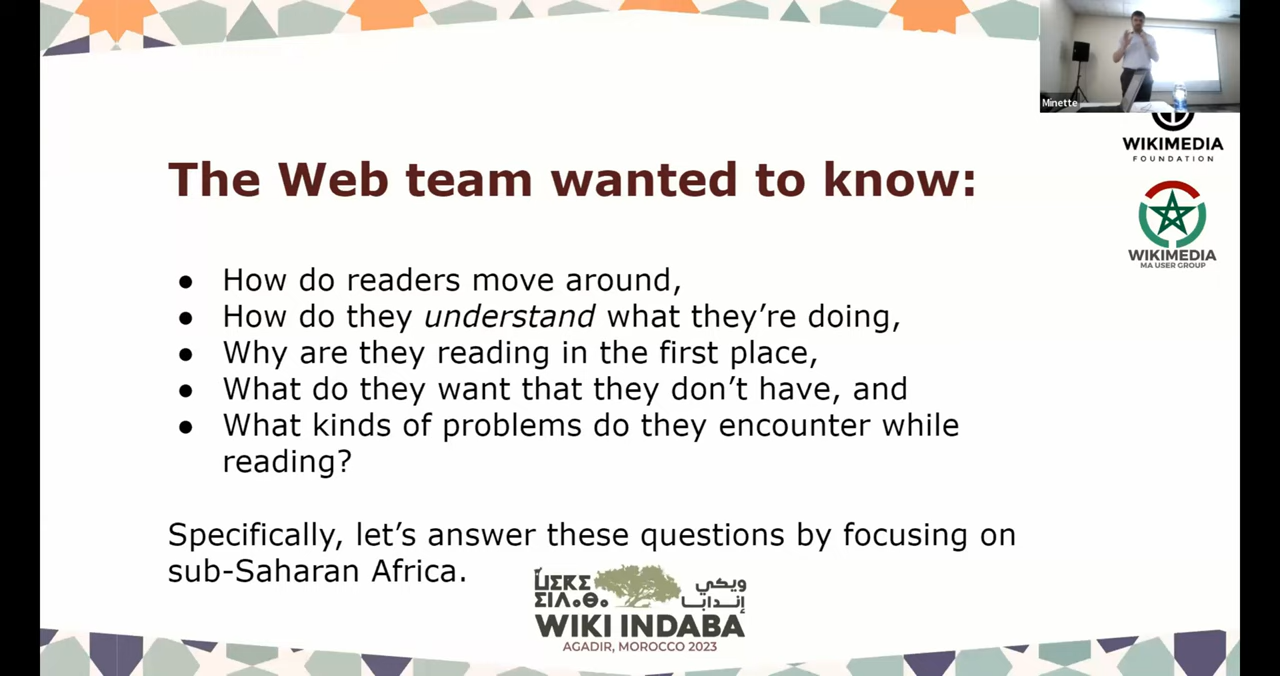 The Web team wanted to know:
● How do readers move around,
● How do they understand what they're doing,
● Why are they reading in the first place,
● What do they want that they don't have, and
● What kinds of problems do they encounter while
reading?
Specifically, let's answer these questions by focusing on
sub-Saharan Africa.
Minette
WIKIMEDIA
FOUNDATION
WIKIMEDIA
MA USER GROUP
ⵡⵉⴽⵉ
ⵉⵏⴷⴰⴱⴰ
ويكي
إندابا
WIKI INDABA
AGADIR, MOROCCO 2023